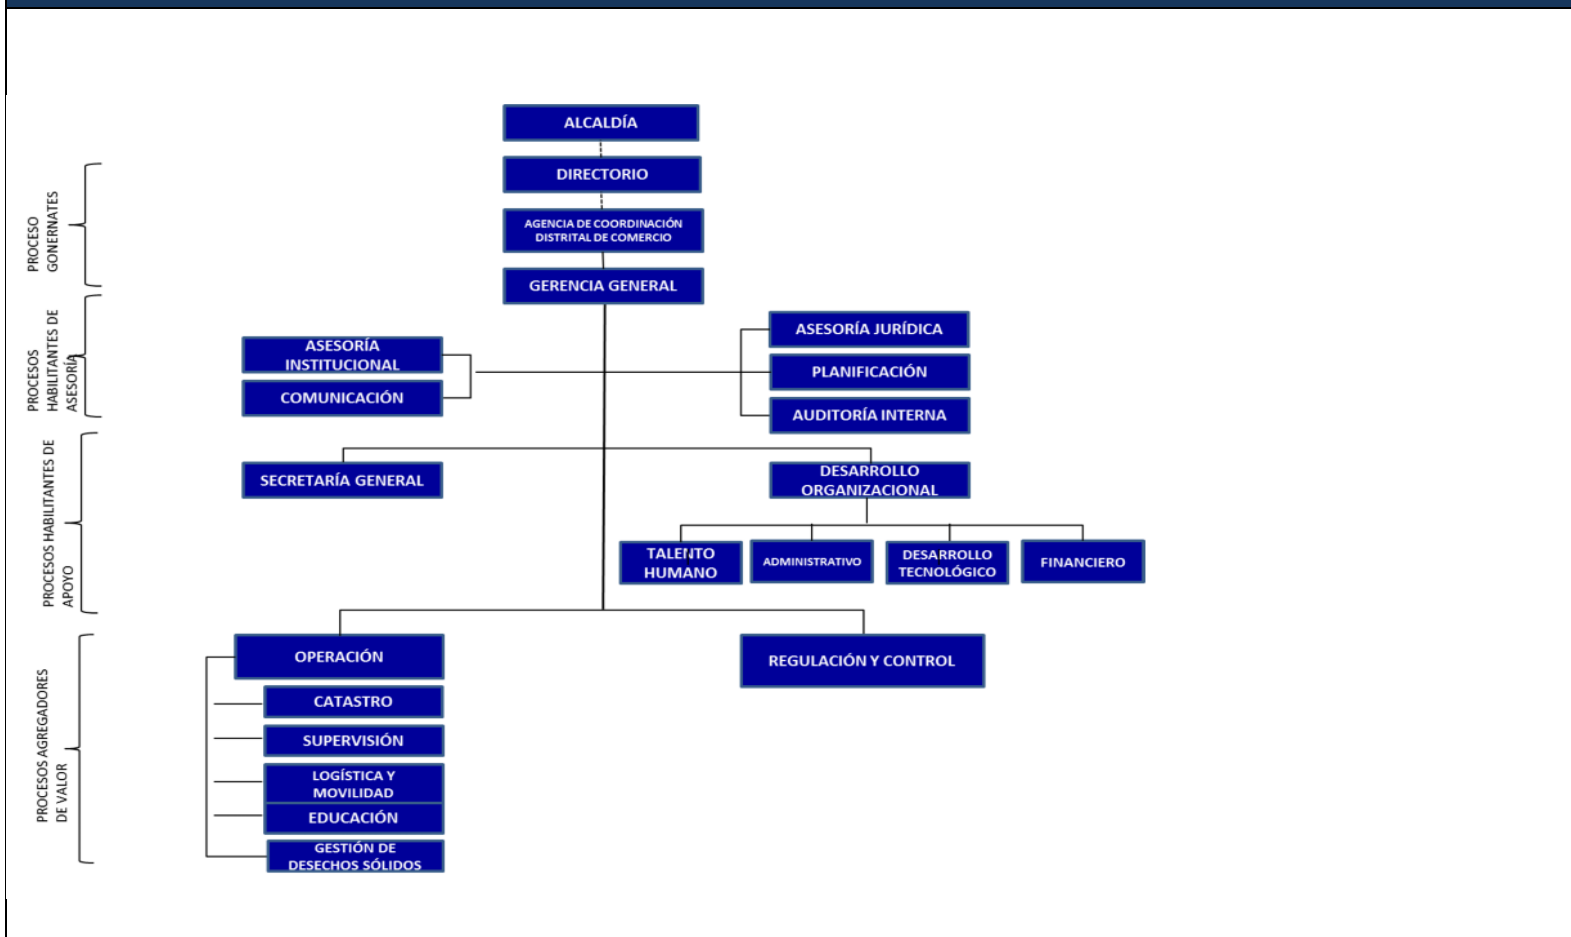 ALCALDÍA
DIRECTORIO
AGENCIA DE COORDINACIÓN
DISTRITAL DE COMERCIO
GERENCIA GENERAL
PROCESO
GONERNATES
ASESORÍA
INSTITUCIONAL
COMUNICACIÓN
ASESORÍA JURÍDICA
PLANIFICACIÓN
AUDITORÍA INTERNA
PROCESOS
HABILITANTES DE
ASESORÍA
SECRETARÍA GENERAL
DESARROLLO
ORGANIZACIONAL
TALENTO
HUMANO
ADMINISTRATIVO
DESARROLLO
TECNOLÓGICO
FINANCIERO
PROCESOS HABILITANTES DE
APOYO
OPERACIÓN
REGULACIÓN Y CONTROL
CATASTRO
SUPERVISIÓN
LOGÍSTICA Y
MOVILIDAD
EDUCACIÓN
GESTIÓN DE
DESECHOS SÓLIDOS
PROCESOS AGREGADORES
DE VALOR